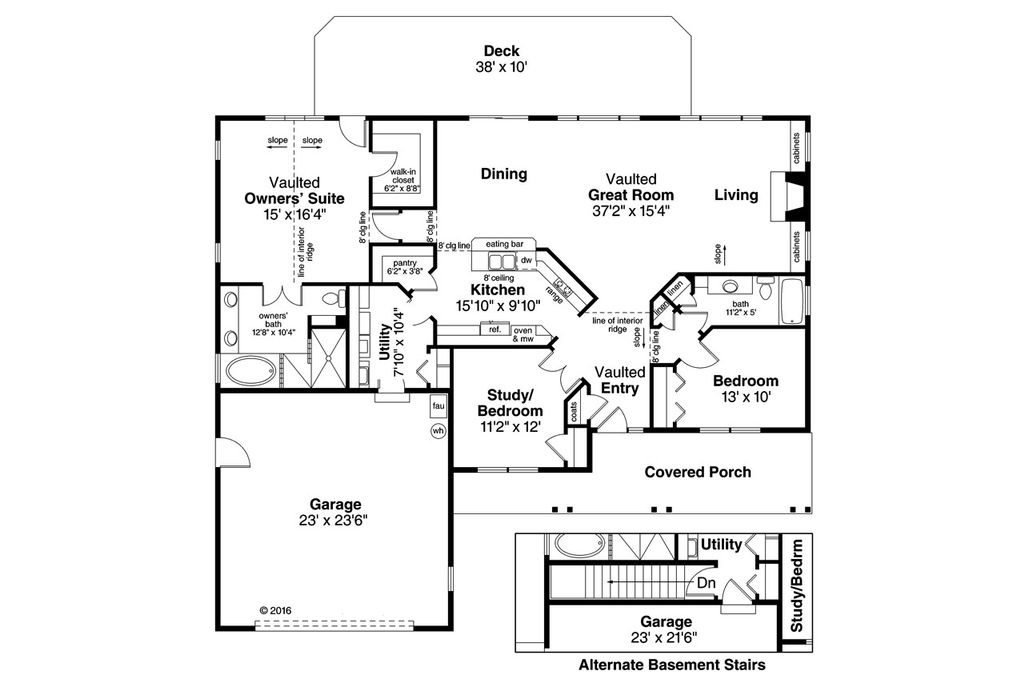 Deck
38' x 10'
slope
slope
Vaulted
Owners' Suite
15' x 16'4"
line of interior
ridge
walk-in
closet
6'2" x 8'8"
8' clg line
8' clg line
Dining
Vaulted
Great Room
37'2" x 15'4"
Living
cabinets
cabinets
slope
8' clg line
eating bar
dw
8' ceiling
Kitchen
15'10" x 9'10"
range
ref.
oven
& mw
pantry
6'2" x 3'8"
owners'
bath
12'8" x 10'4"
Utility
7'10" x 10'4"
linen
linen
bath
11'2" x 5'
line of interior
ridge
slope
8' clg line
Vaulted
Entry
Bedroom
13' x 10'
Study/
Bedroom
11'2" x 12'
coats
fau
wh
Covered Porch
Garage
23' x 23'6"
© 2016
Utility
Dn
Study/Bedrm
Garage
23' x 21'6"
Alternate Basement Stairs